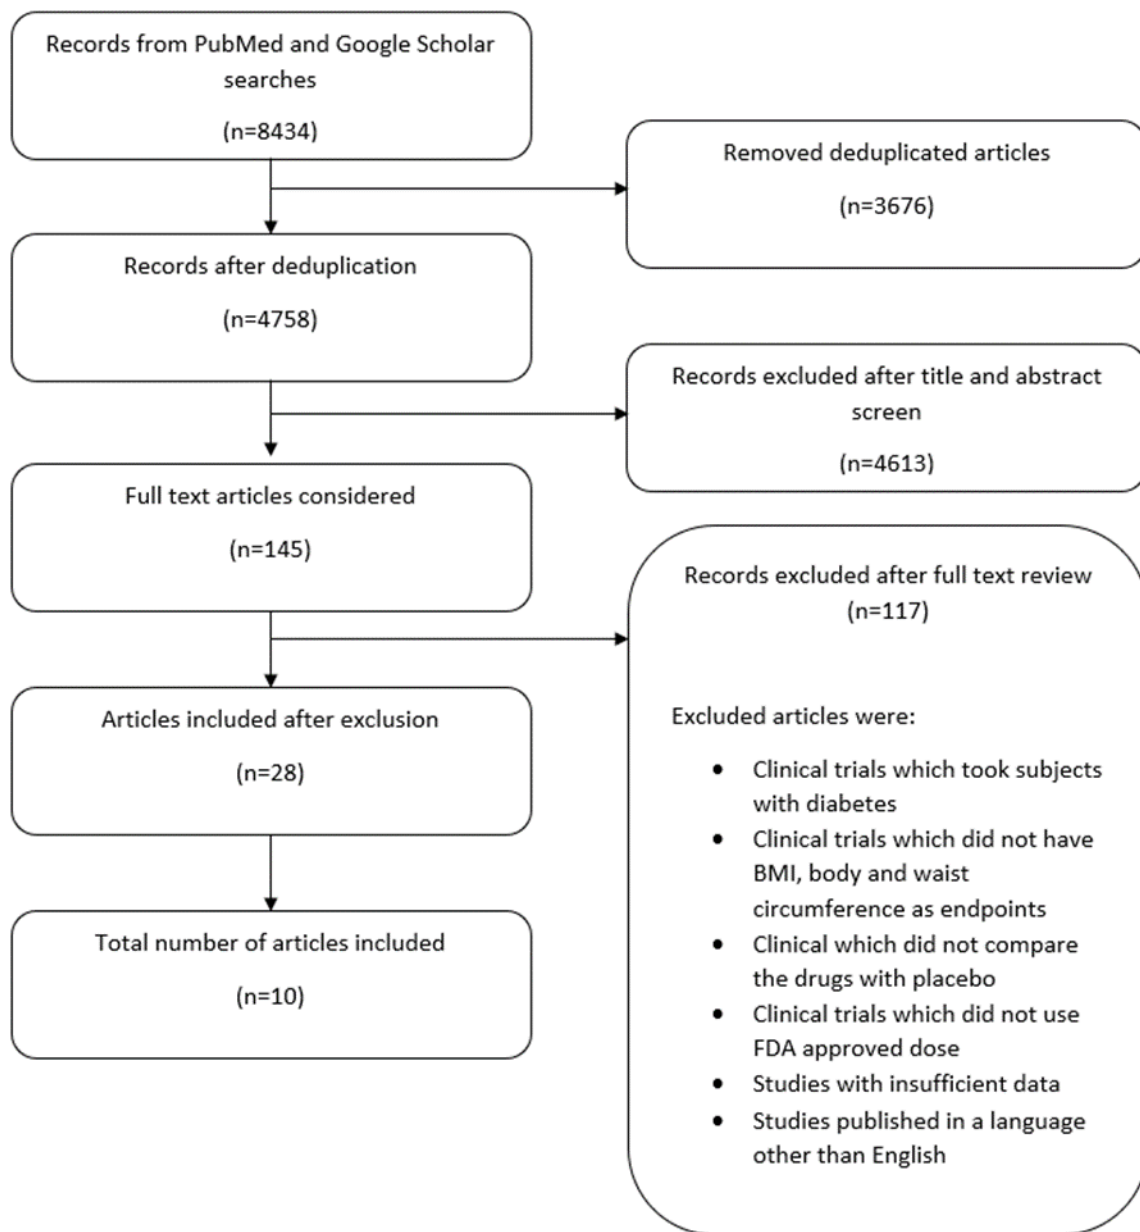 Records from PubMed and Google Scholar
searches
(n=8434)
Removed deduplicated articles
(n=3676)
Records after deduplication
(n=4758)
Records excluded after title and abstract
screen
(n=4613)
Full text articles considered
(n=145)
Records excluded after full text review
(n=117)
Excluded articles were:
• Clinical trials which took subjects
with diabetes
• Clinical trials which did not have
BMI, body and waist
circumference as endpoints
• Clinical which did not compare
the drugs with placebo
• Clinical trials which did not use
FDA approved dose
• Studies with insufficient data
• Studies published in a language
other than English
Articles included after exclusion
(n=28)
Total number of articles included
(n=10)